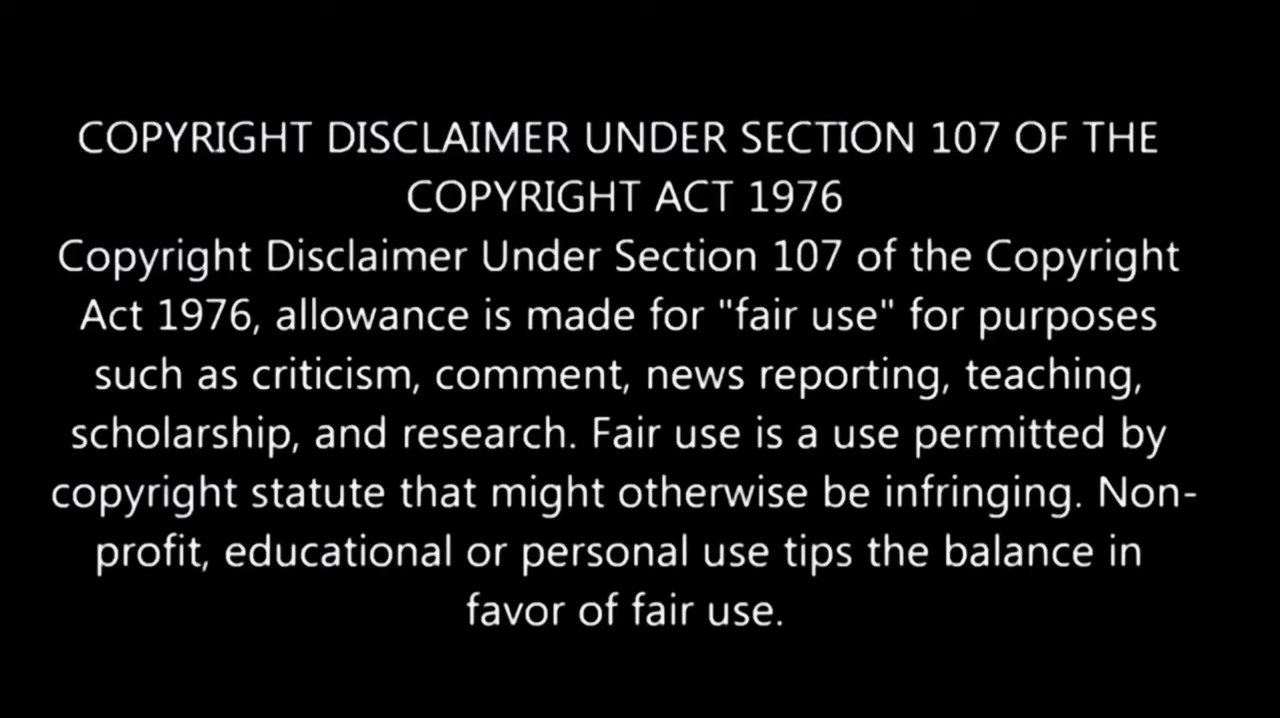 COPYRIGHT DISCLAIMER UNDER SECTION 107 OF THE
COPYRIGHT ACT 1976
Copyright Disclaimer Under Section 107 of the Copyright
Act 1976, allowance is made for "fair use" for purposes
such as criticism, comment, news reporting, teaching,
scholarship, and research. Fair use is a use permitted by
copyright statute that might otherwise be infringing. Non-
profit, educational or personal use tips the balance in
favor of fair use.